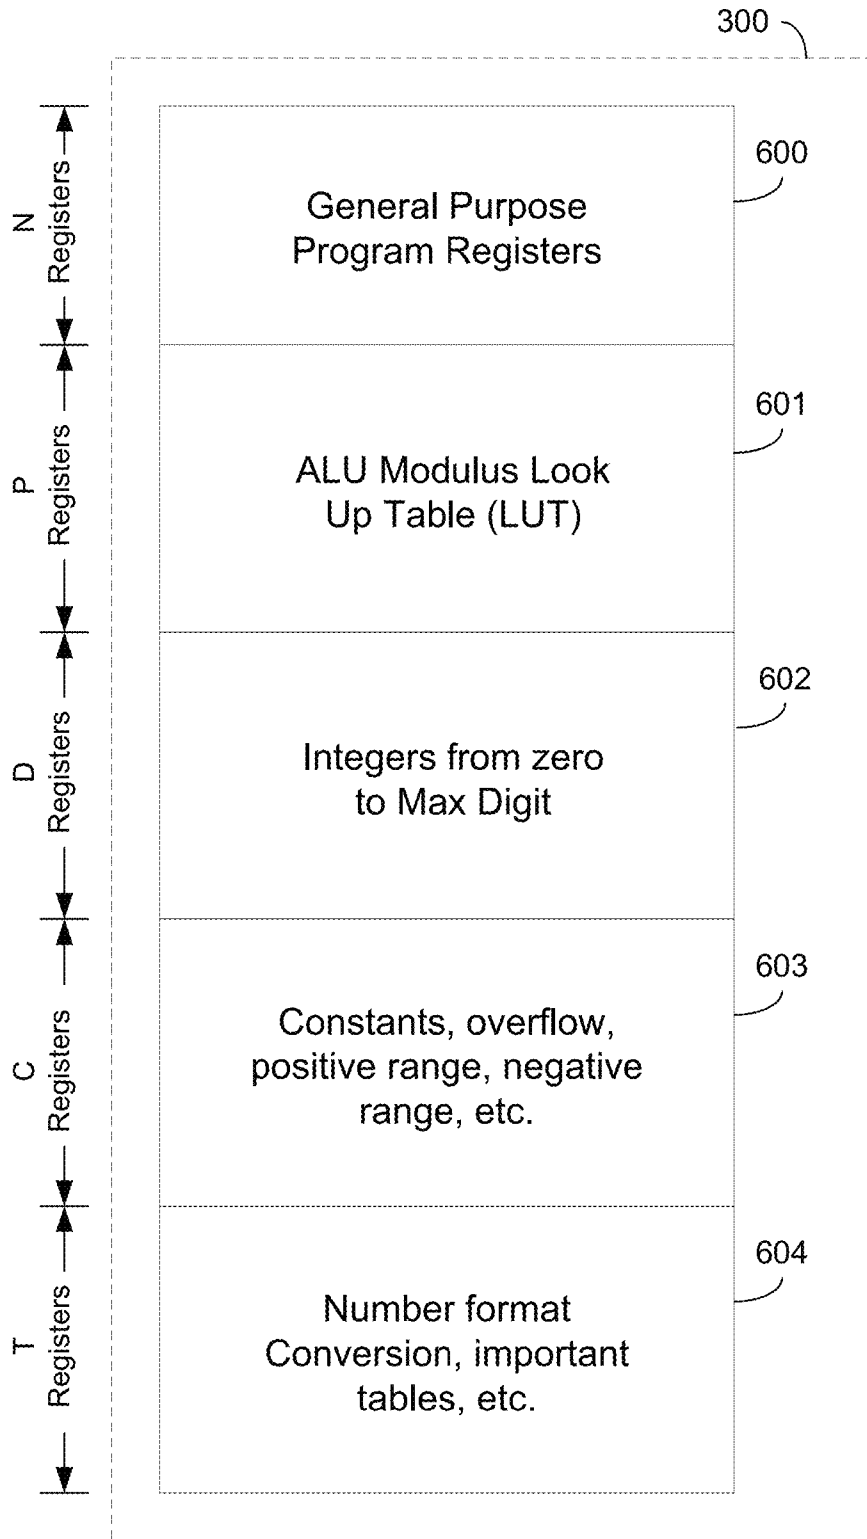 300
N
Registers
General Purpose
Program Registers
600
P
Registers
ALU Modulus Look
Up Table (LUT)
601
D
Registers
Integers from zero
to Max Digit
602
C
Registers
Constants, overflow,
positive range, negative
range, etc.
603
T
Registers
Number format
Conversion, important
tables, etc.
604